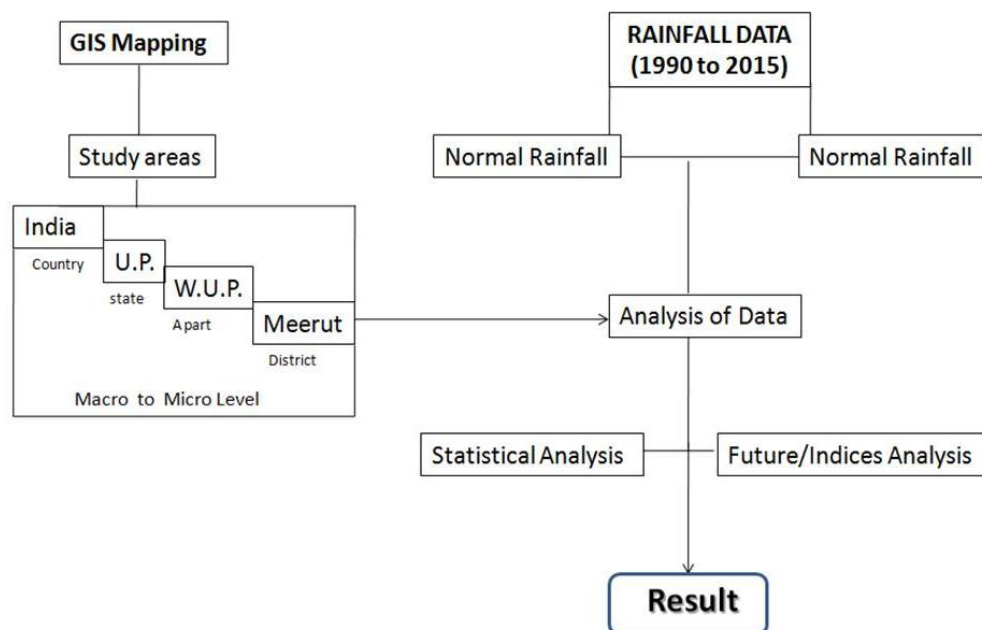 GIS Mapping
Study areas
India
Country
U.P.
state
W.U.P.
A part
Meerut
District
Macro to Micro Level
RAINFALL DATA
(1990 to 2015)
Normal Rainfall
Normal Rainfall
Analysis of Data
Statistical Analysis
Future/Indices Analysis
Result